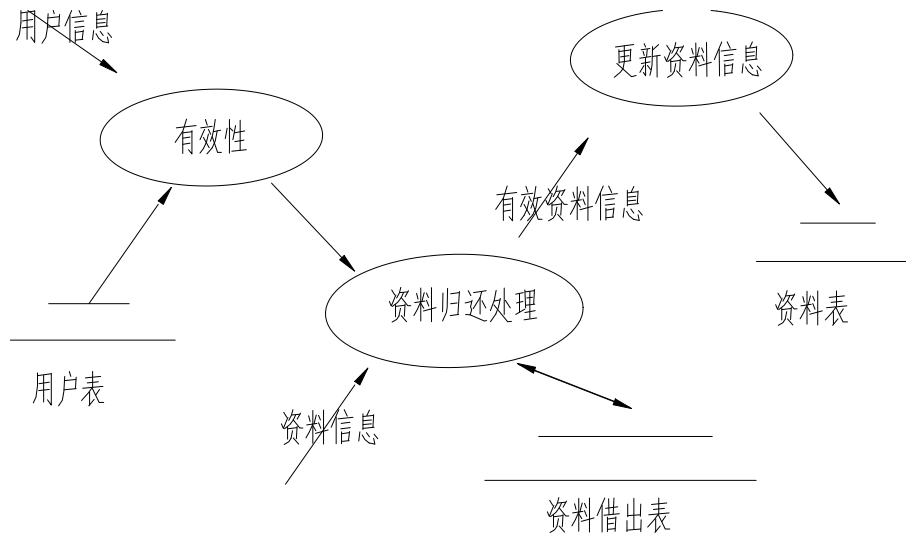 用户信息
更新资料信息
有效性
有效资料信息
资料归还处理
资料表
用户表
资料信息
资料借出表